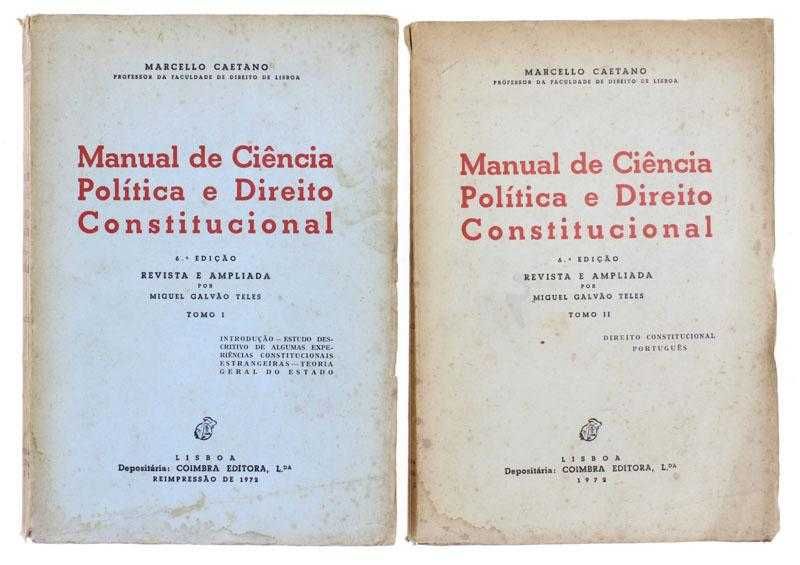 MARCELLO CAETANO
PROFESSOR DA FACULDADE DE DIREITO DE LISBOA
Manual de Ciência
Política e Direito
Constitucional
6.ª EDIÇÃO
REVISTA E AMPLIADA
POR
MIGUEL GALVÃO TELES
TOMO I
INTRODUÇÃO — ESTUDO DES-
CRITIVO DE ALGUMAS EXPE-
RIÊNCIAS CONSTITUCIONAIS
ESTRANGEIRAS — TEORIA
GERAL DO ESTADO
LISBOA
Depositária: COIMBRA EDITORA, L.DA
REIMPRESSÃO DE 1972
MARCELLO CAETANO
PROFESSOR DA FACULDADE DE DIREITO DE LISBOA
Manual de Ciência
Política e Direito
Constitucional
6.ª EDIÇÃO
REVISTA E AMPLIADA
POR
MIGUEL GALVÃO TELES
TOMO II
DIREITO CONSTITUCIONAL
PORTUGUÊS
LISBOA
Depositária: COIMBRA EDITORA, L.DA
1972